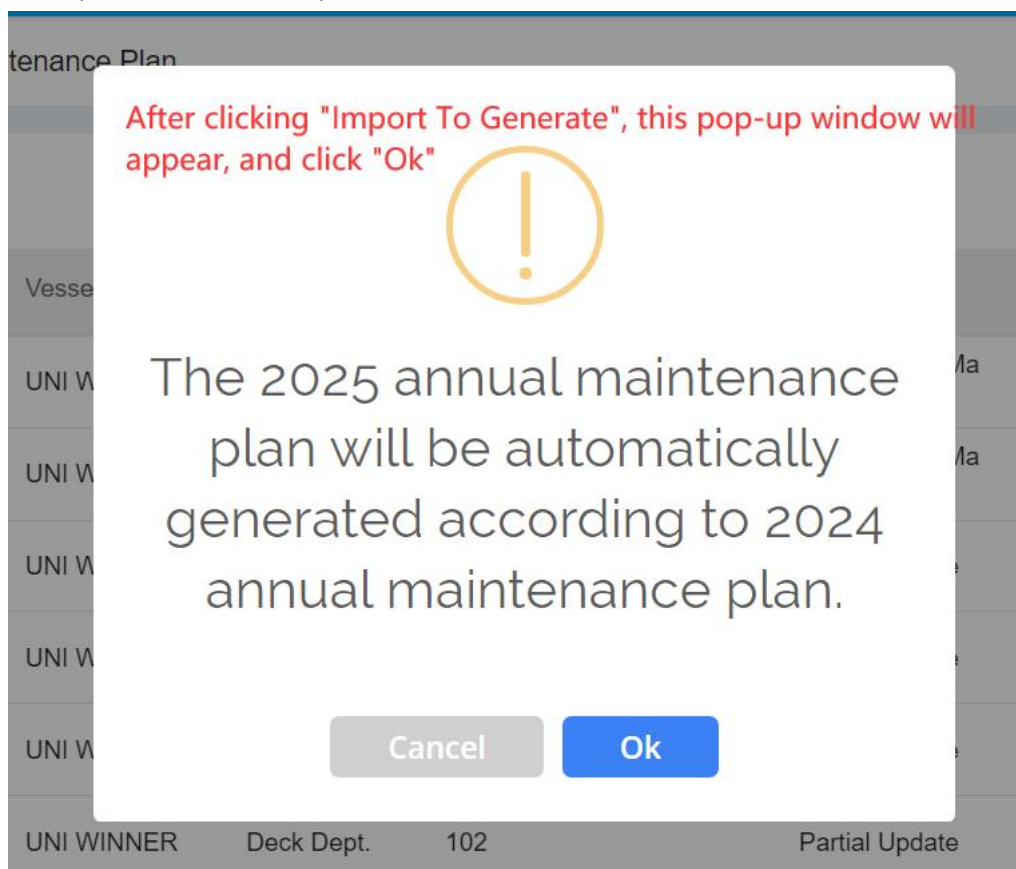 tenance Plan
After clicking "Import To Generate", this pop-up window will
appear, and click "Ok"
Vesse
UNI W
Ma
The 2025 annual maintenance
plan will be automatically
generated according to 2024
annual maintenance plan.
UNI W
Ma
UNI W
UNI W
UNI W
Cancel Ok
UNI WINNER Deck Dept. 102 Partial Update